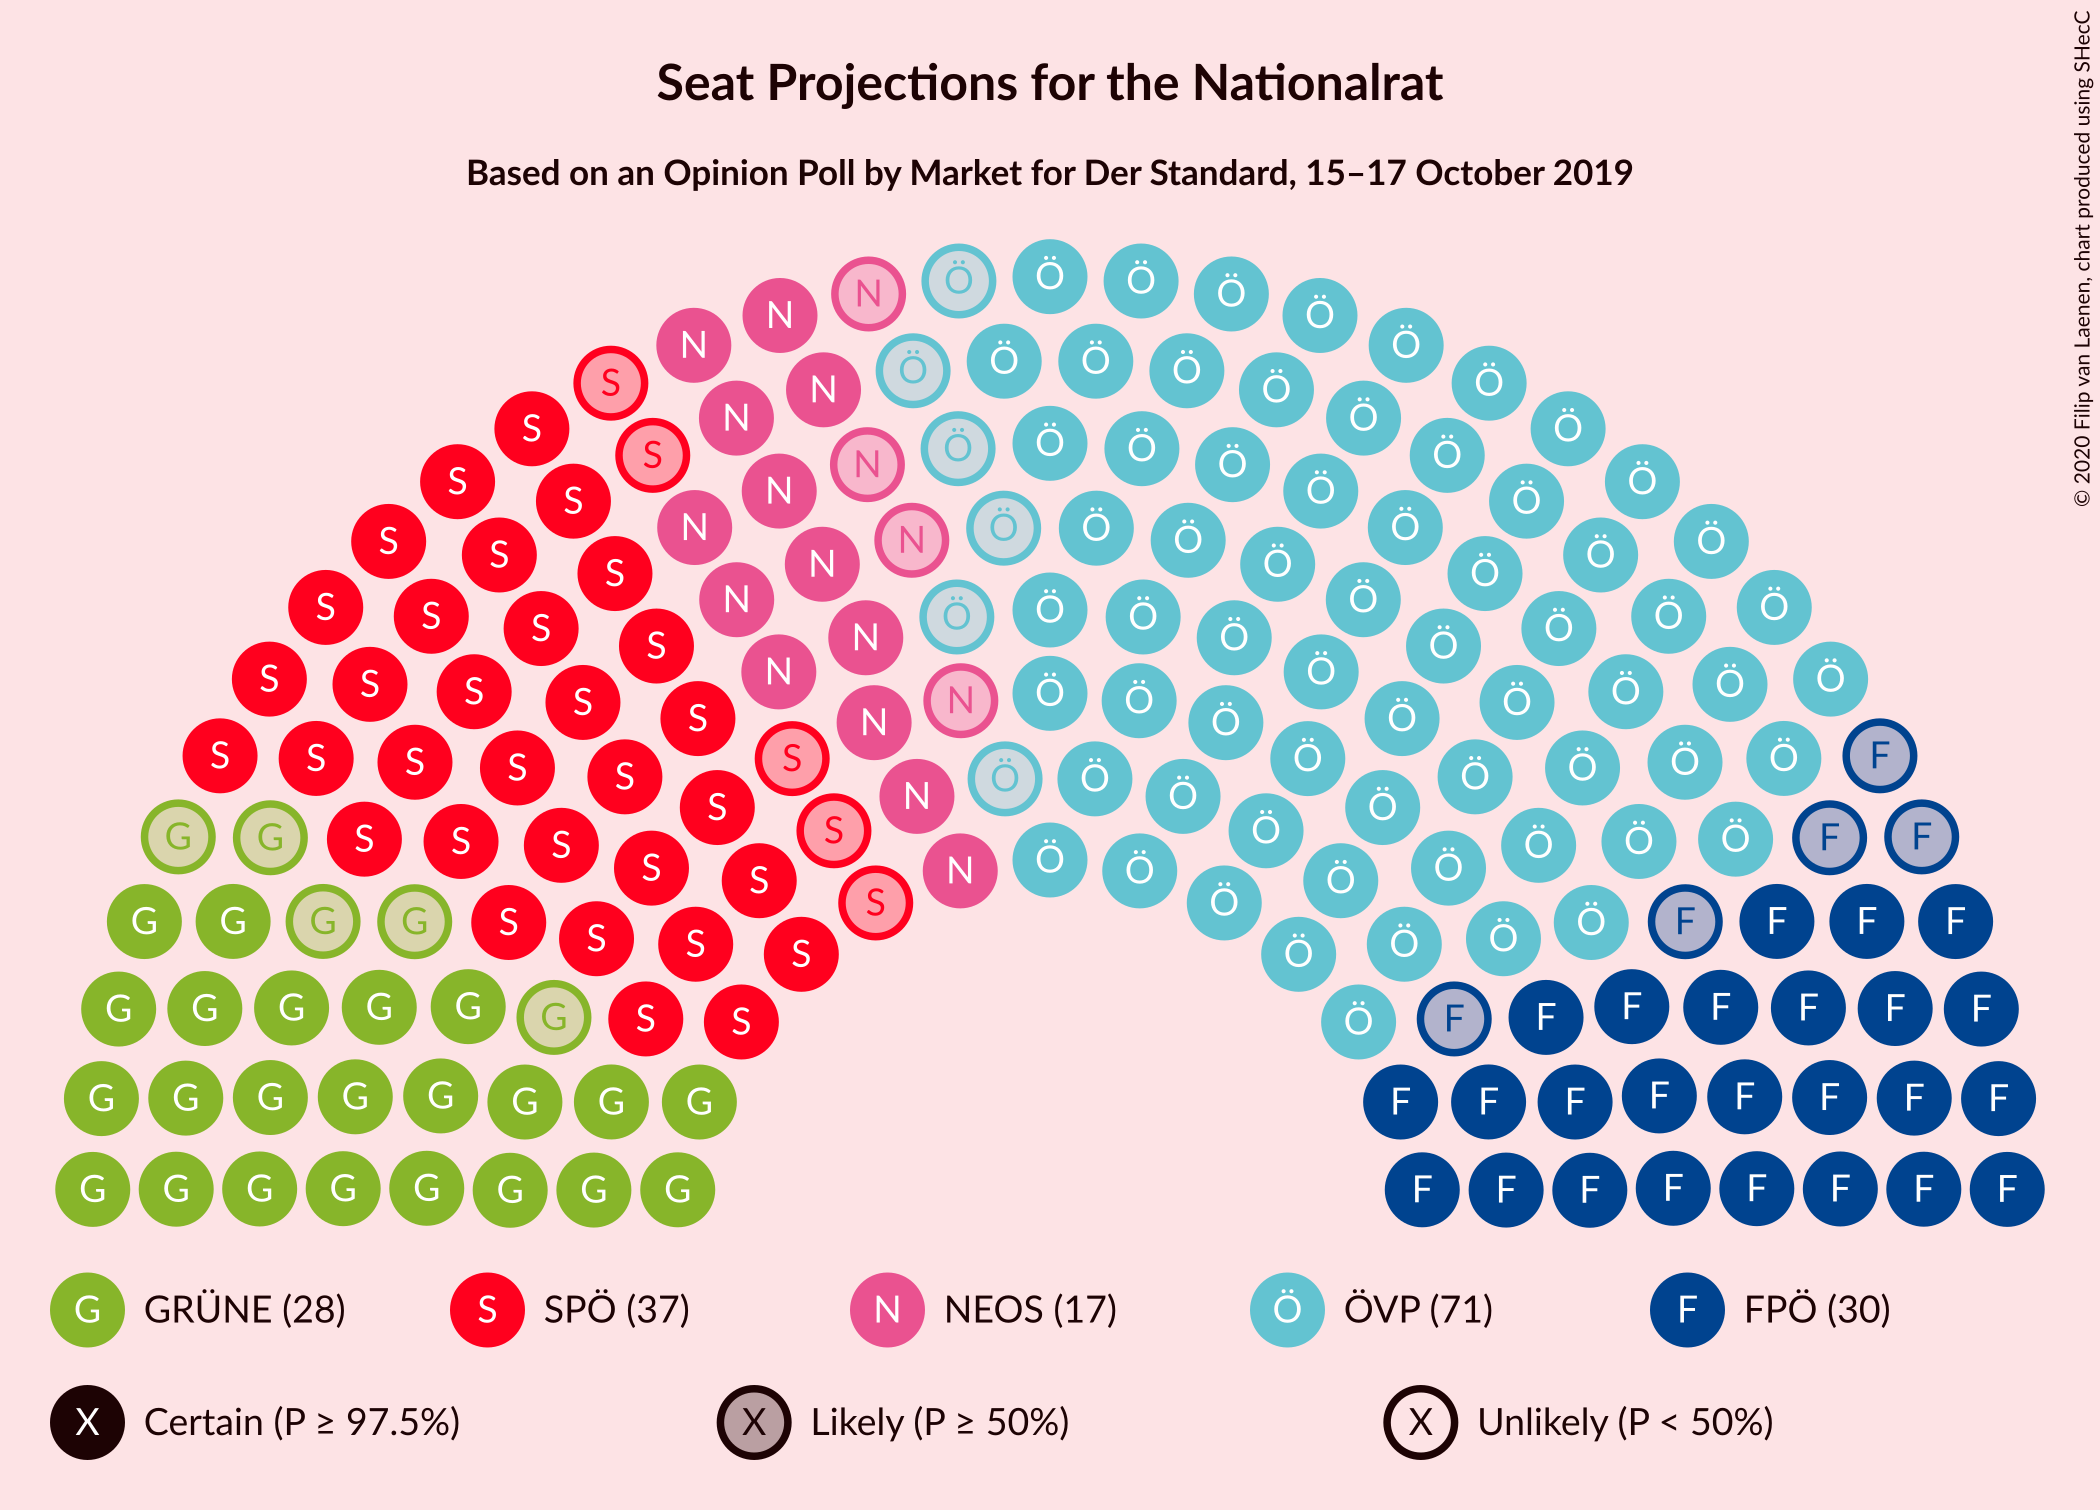 Seat Projections for the Nationalrat
Based on an Opinion Poll by Market for Der Standard, 15–17 October 2019
© 2020 Filip van Laenen, chart produced using SHecC
G GRÜNE (28) S SPÖ (37) N NEOS (17) Ö ÖVP (71) F FPÖ (30)
X Certain (P ≥ 97.5%) X Likely (P ≥ 50%) X Unlikely (P < 50%)